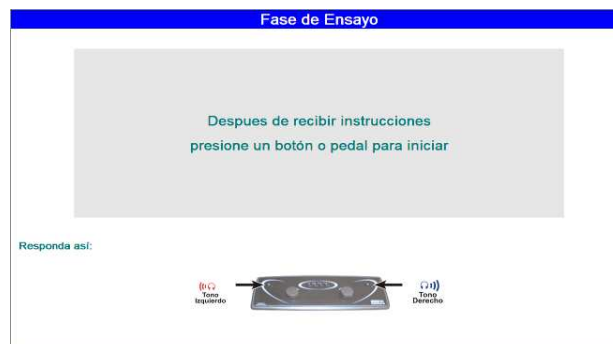 Fase de Ensayo
Despues de recibir instrucciones
presione un botón o pedal para iniciar
Responda así:
Tono
Izquierdo
Tono
Derecho